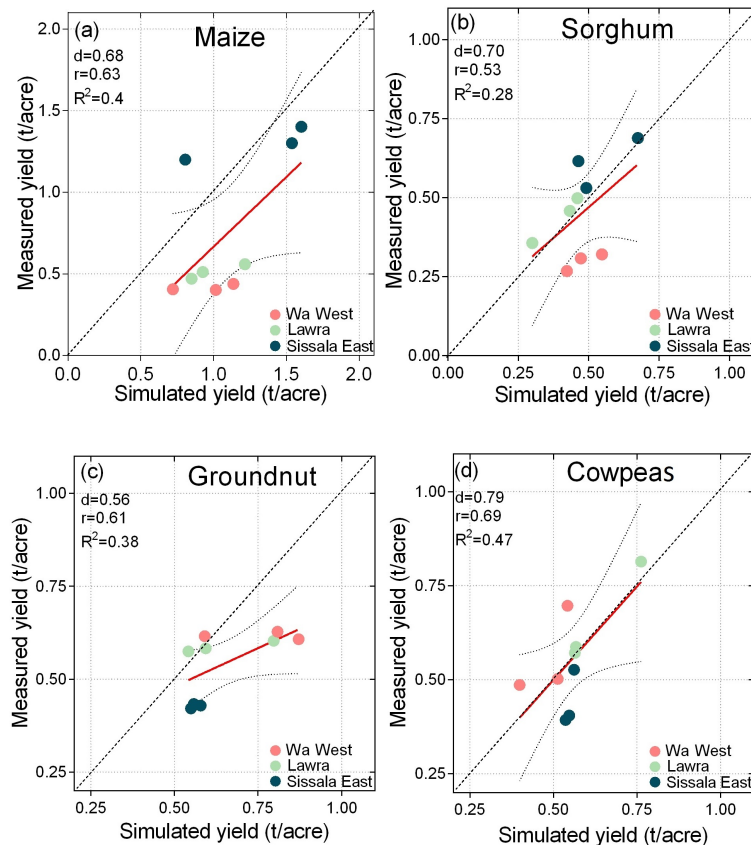 (a)
Maize
d=0.68
r=0.63
R²=0.4
2.0
1.5
1.0
0.5
0.0
Measured yield (t/acre)
Wa West
Lawra
Sissala East
0.0 0.5 1.0 1.5 2.0
Simulated yield (t/acre)
(b)
Sorghum
d=0.70
r=0.53
R²=0.28
1.00
0.75
0.50
0.25
0.00
Measured yield (t/acre)
Wa West
Lawra
Sissala East
0.00 0.25 0.50 0.75 1.00
Simulated yield (t/acre)
(c)
Groundnut
d=0.56
r=0.61
R²=0.38
1.00
0.75
0.50
0.25
Measured yield (t/acre)
Wa West
Lawra
Sissala East
0.25 0.50 0.75 1.00
Simulated yield (t/acre)
(d)
Cowpeas
d=0.79
r=0.69
R²=0.47
1.00
0.75
0.50
0.25
Measured yield (t/acre)
Wa West
Lawra
Sissala East
0.25 0.50 0.75 1.00
Simulated yield (t/acre)